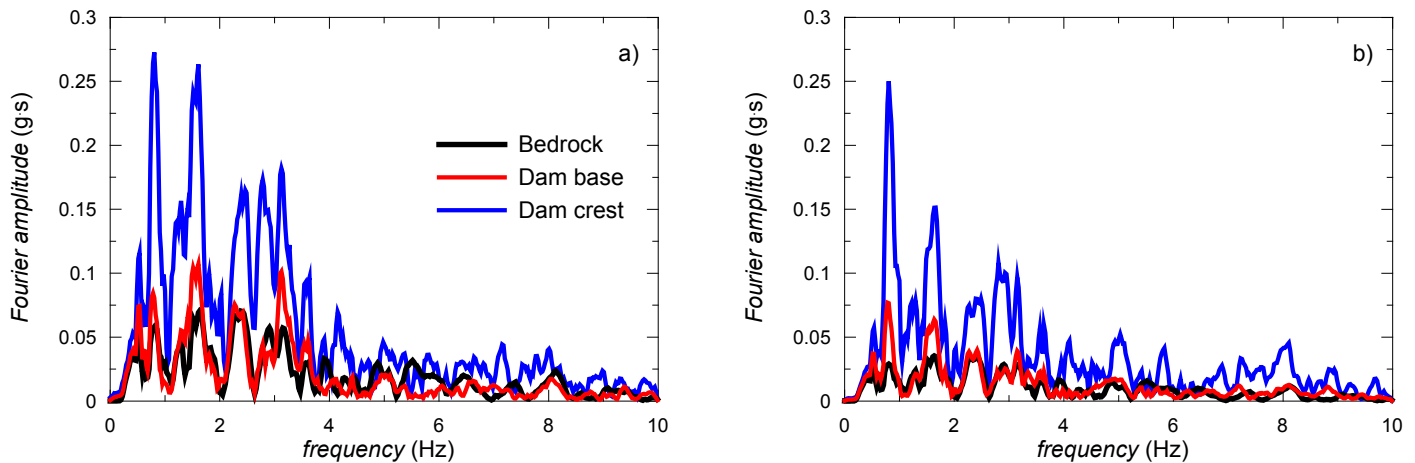 0.3
0.25
0.2
0.15
0.1
0.05
0
Fourier amplitude (g·s)
a)
Bedrock
Dam base
Dam crest
0 2 4 6 8 10
frequency (Hz)
0.3
0.25
0.2
0.15
0.1
0.05
0
Fourier amplitude (g·s)
b)
0 2 4 6 8 10
frequency (Hz)